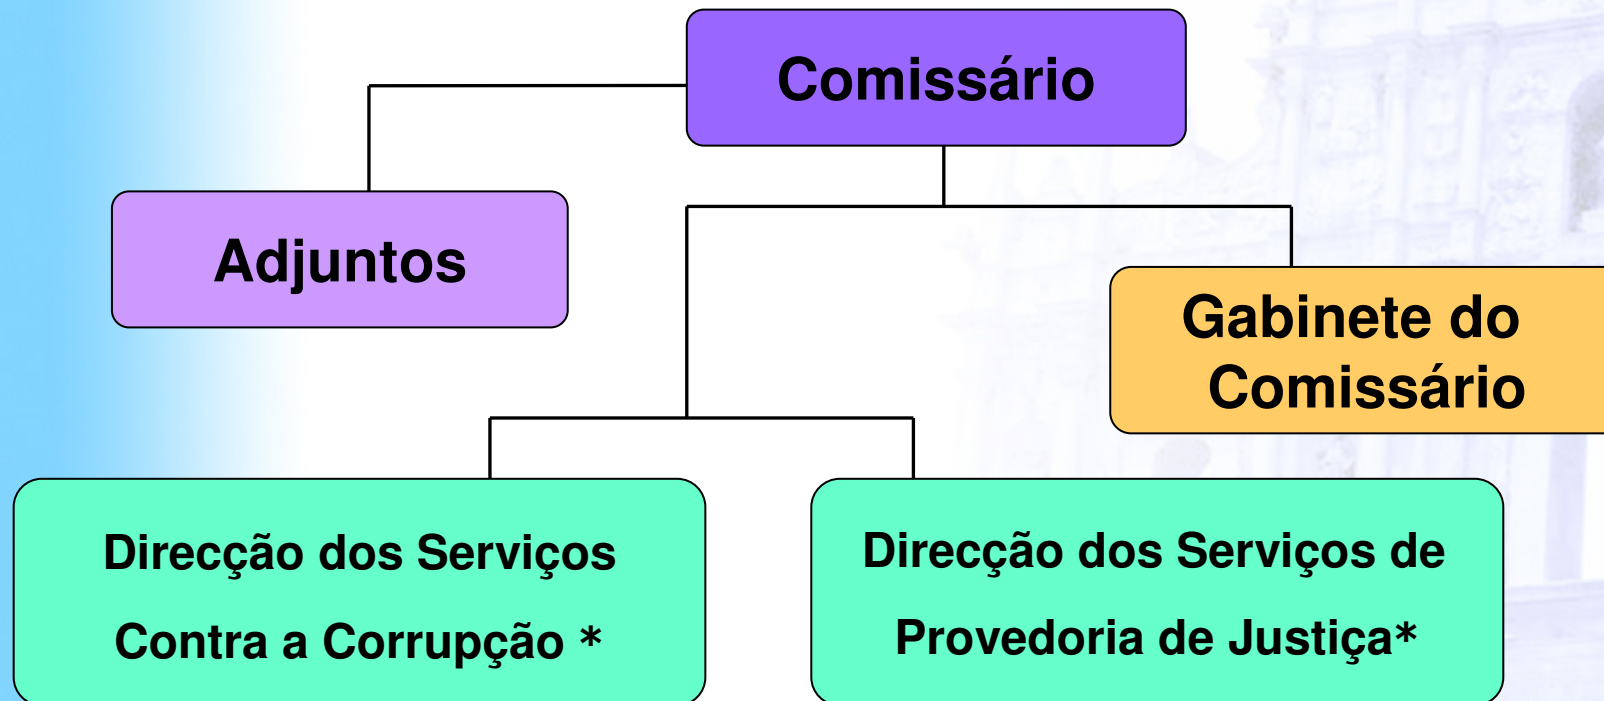 Comissário
Adjuntos
Gabinete do
Comissário
Direcção dos Serviços
Contra a Corrupção *
Direcção dos Serviços de
Provedoria de Justiça*